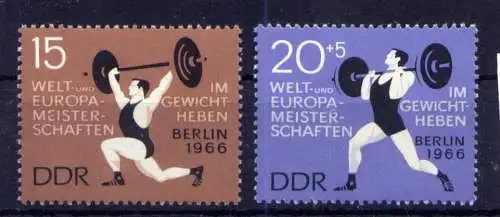 15
WELT- UND
EUROPA-
MEISTER-
SCHAFTEN
IM
GEWICHT-
HEBEN
BERLIN
1966
DDR
20+5
WELT- UND
EUROPA-
MEISTER-
SCHAFTEN
IM
GEWICHT-
HEBEN
BERLIN
1966
DDR